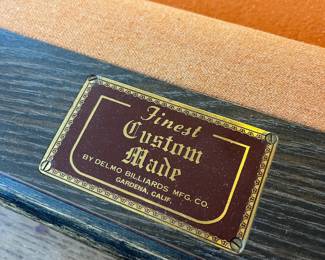 Finest
Custom
Made
BY DELMO BILLIARDS MFG. CO.
GARDENA, CALIF.